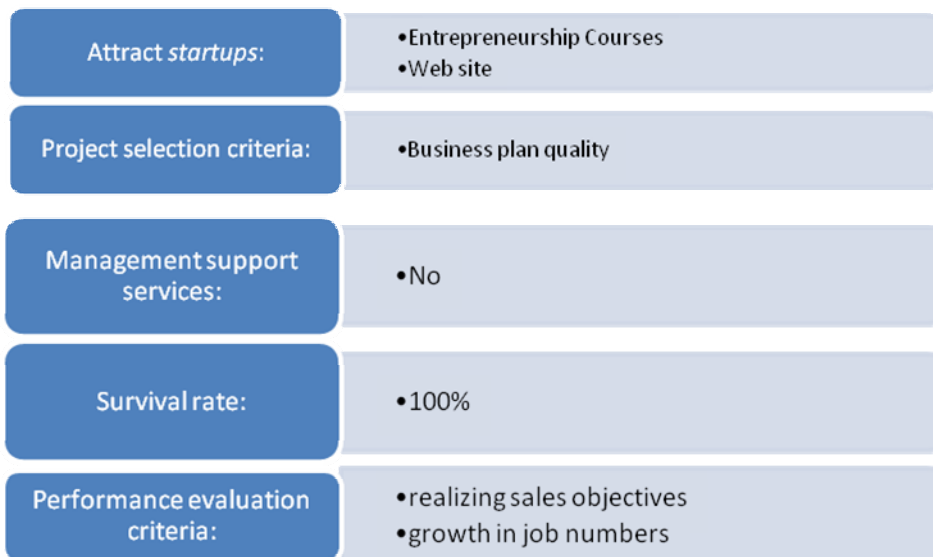 Attract startups:
•Entrepreneurship Courses
•Web site
Project selection criteria:
•Business plan quality
Management support
services:
•No
Survival rate:
•100%
Performance evaluation
criteria:
•realizing sales objectives
•growth in job numbers